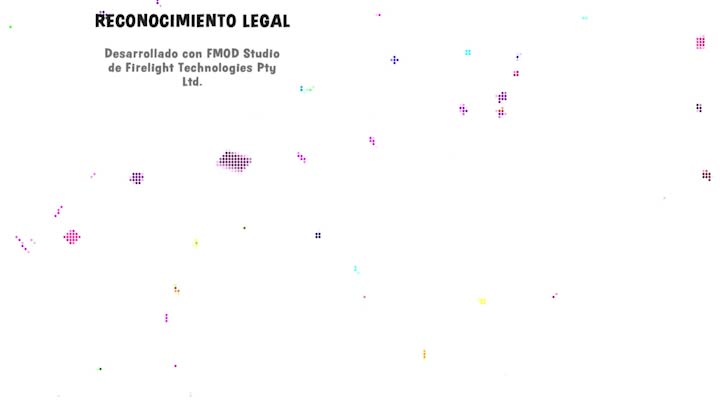 RECONOCIMIENTO LEGAL
Desarrollado con FMOD Studio
de Firelight Technologies Pty
Ltd.